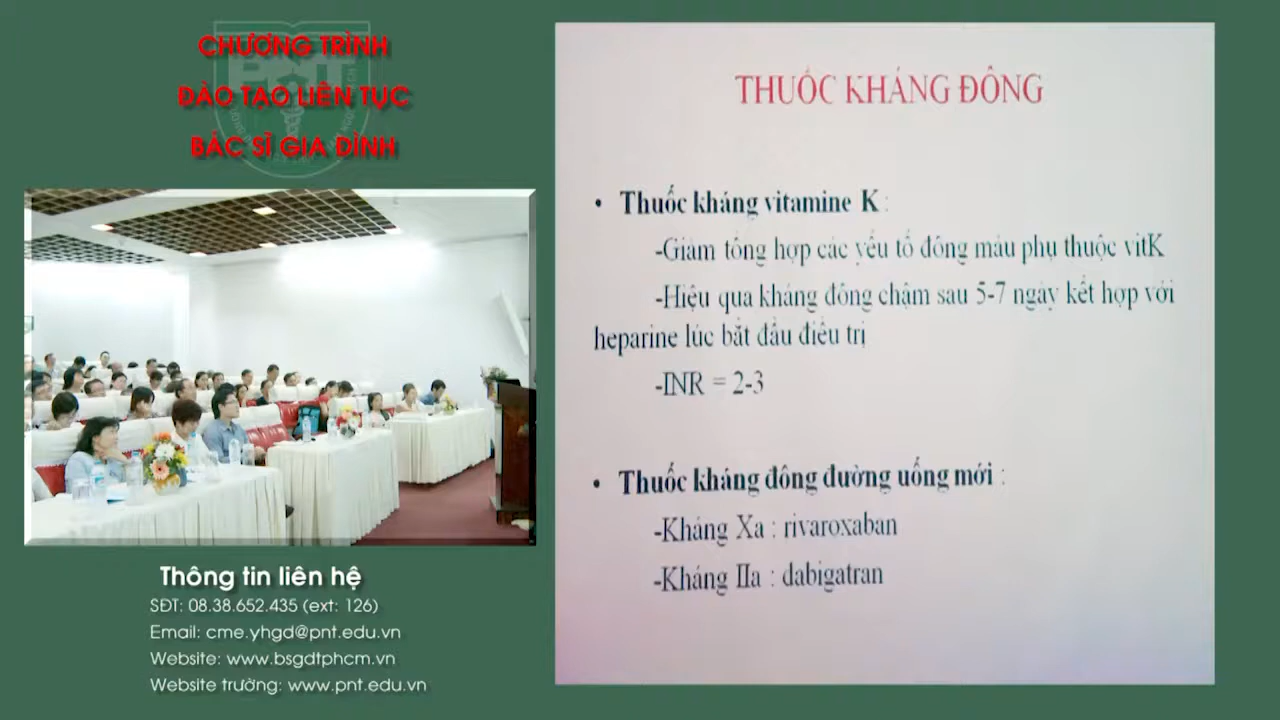 CHƯƠNG TRÌNH
ĐÀO TẠO LIÊN TỤC
BÁC SĨ GIA ĐÌNH
Thông tin liên hệ
SĐT: 08.38.652.435 (ext: 126)
Email: cme.yhgd@pnt.edu.vn
Website: www.bsgdtphcm.vn
Website trường: www.pnt.edu.vn
THUỐC KHÁNG ĐÔNG
• Thuốc kháng vitamine K :
-Giảm tổng hợp các yếu tố đông máu phụ thuộc vitK
-Hiệu quả kháng đông chậm sau 5-7 ngày kết hợp với
heparine lúc bắt đầu điều trị
-INR = 2-3
• Thuốc kháng đông đường uống mới :
-Kháng Xa : rivaroxaban
-Kháng IIa : dabigatran